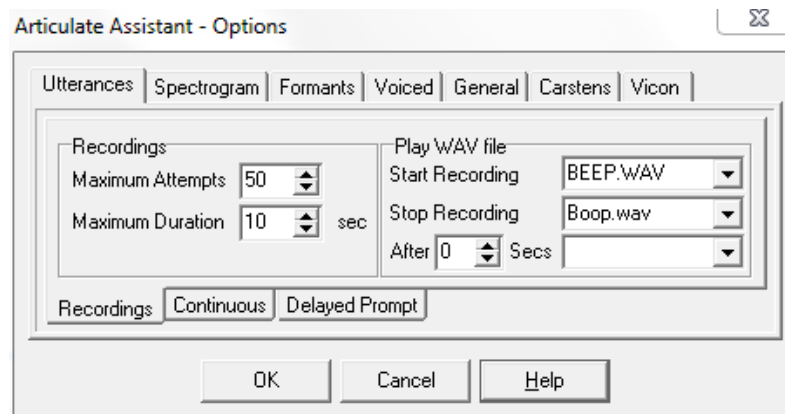 Articulate Assistant - Options
Utterances Spectrogram Formants Voiced General Carstens Vicon
Recordings
Maximum Attempts 50
Maximum Duration 10 sec
Play WAV file
Start Recording BEEP.WAV
Stop Recording Boop.wav
After 0 Secs
Recordings Continuous Delayed Prompt
OK Cancel Help